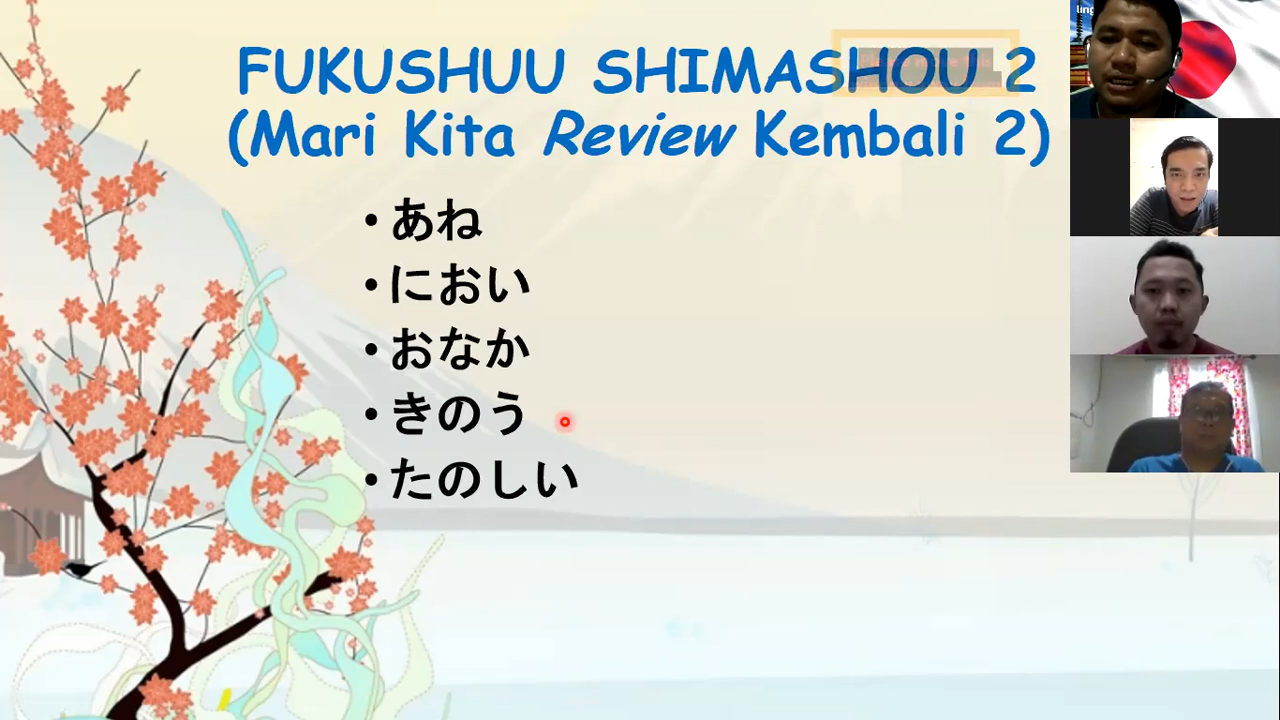 FUKUSHUU SHIMASHOU 2
(Mari Kita Review Kembali 2)
• あね
• におい
• おなか
• きのう
• たのしい